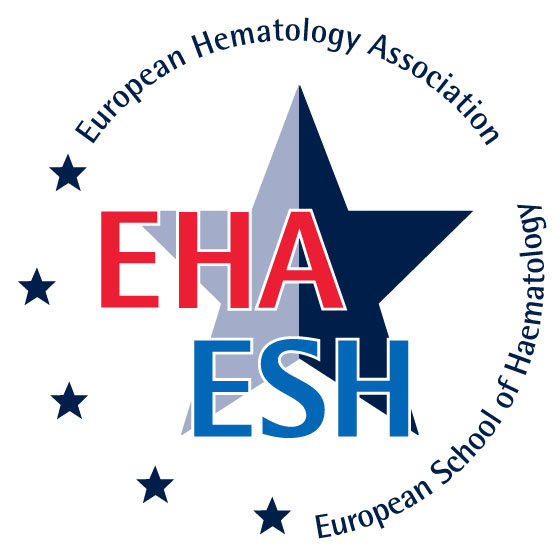 European Hematology Association
EHA
ESH
European School of Haematology